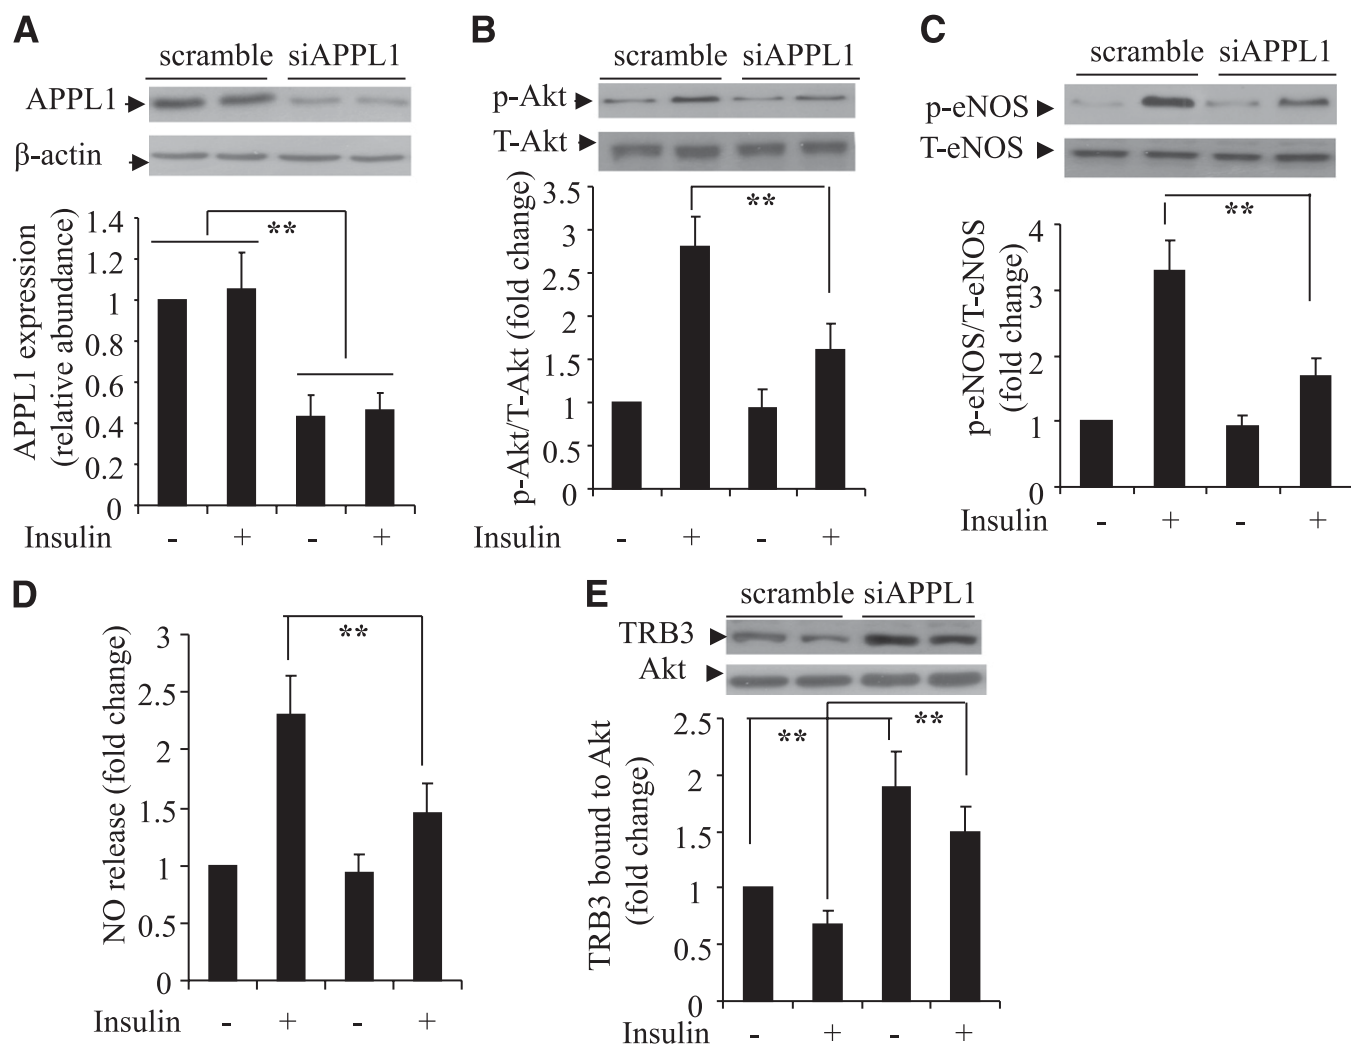 A
scramble siAPPL1
APPL1
β-actin
APPL1 expression
(relative abundance)
1.4
1.2
1
0.8
0.6
0.4
0.2
0
**
Insulin - + - +
B
scramble siAPPL1
p-Akt
T-Akt
p-Akt/T-Akt (fold change)
3.5
3
2.5
2
1.5
1
0.5
0
**
Insulin - + - +
C
scramble siAPPL1
p-eNOS
T-eNOS
p-eNOS/T-eNOS
(fold change)
4
3
2
1
0
**
Insulin - + - +
D
NO release (fold change)
3
2.5
2
1.5
1
0.5
0
**
Insulin - + - +
E
scramble siAPPL1
TRB3
Akt
TRB3 bound to Akt
(fold change)
2.5
2
1.5
1
0.5
0
** **
Insulin - + - +